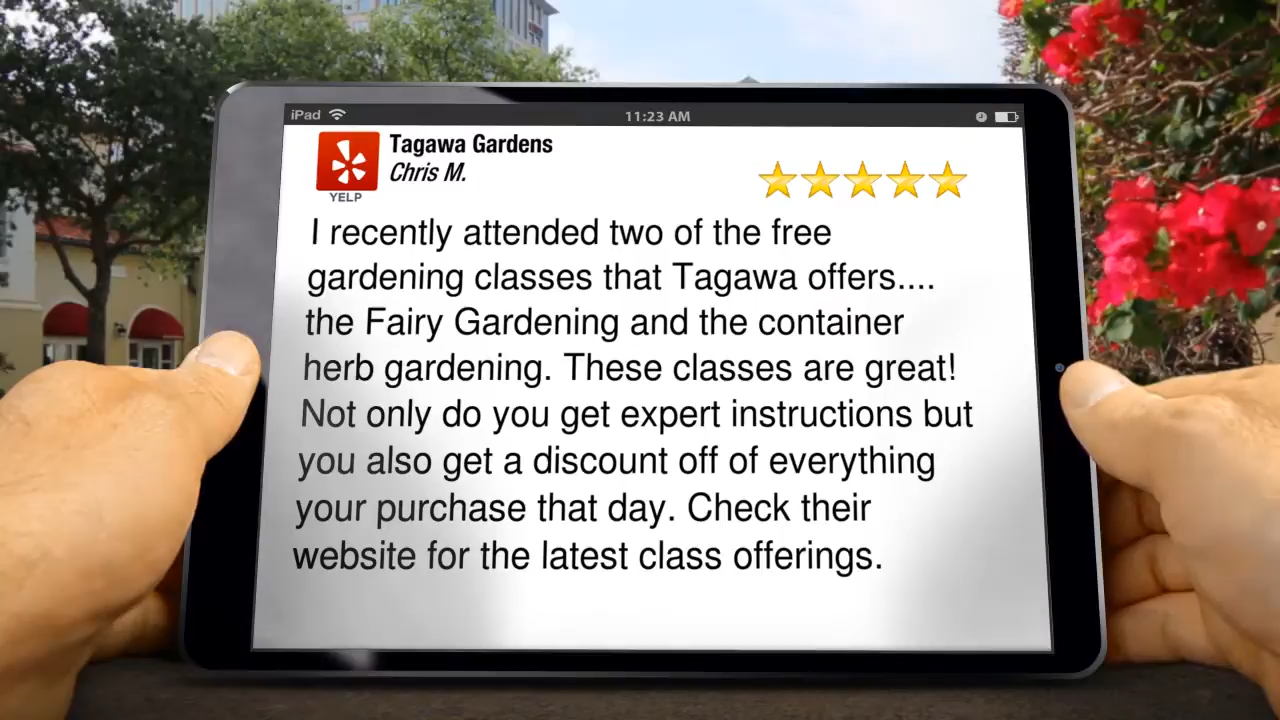 iPad 11:23 AM
Tagawa Gardens
Chris M.
YELP
I recently attended two of the free
gardening classes that Tagawa offers....
the Fairy Gardening and the container
herb gardening. These classes are great!
Not only do you get expert instructions but
you also get a discount off of everything
your purchase that day. Check their
website for the latest class offerings.